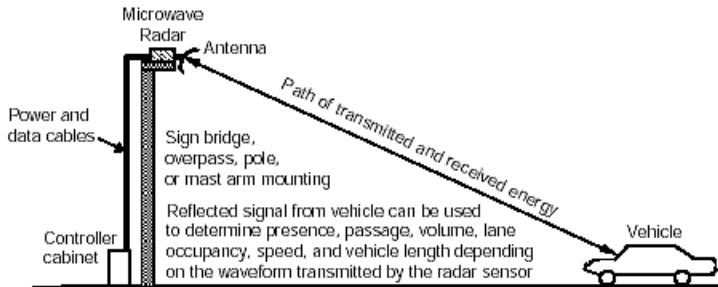 Microwave
Radar
Antenna
Path of transmitted and received energy
Power and
data cables
Sign bridge,
overpass, pole,
or mast arm mounting
Reflected signal from vehicle can be used
to determine presence, passage, volume, lane
occupancy, speed, and vehicle length depending
on the waveform transmitted by the radar sensor
Controller
cabinet
Vehicle